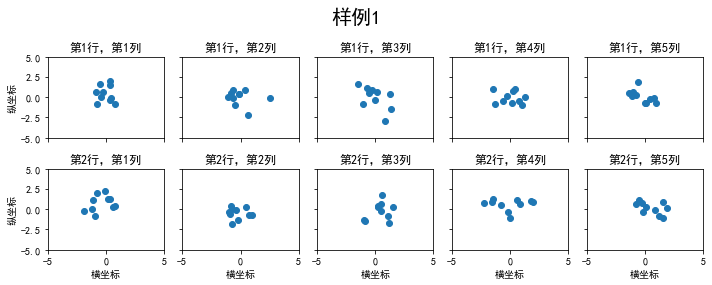 样例1
第1行，第1列 第1行，第2列 第1行，第3列 第1行，第4列 第1行，第5列
5.0
2.5
0.0
−2.5
−5.0
纵坐标
第2行，第1列 第2行，第2列 第2行，第3列 第2行，第4列 第2行，第5列
5.0
2.5
0.0
−2.5
−5.0
纵坐标
−5 0 5 −5 0 5 −5 0 5 −5 0 5 −5 0 5
横坐标 横坐标 横坐标 横坐标 横坐标